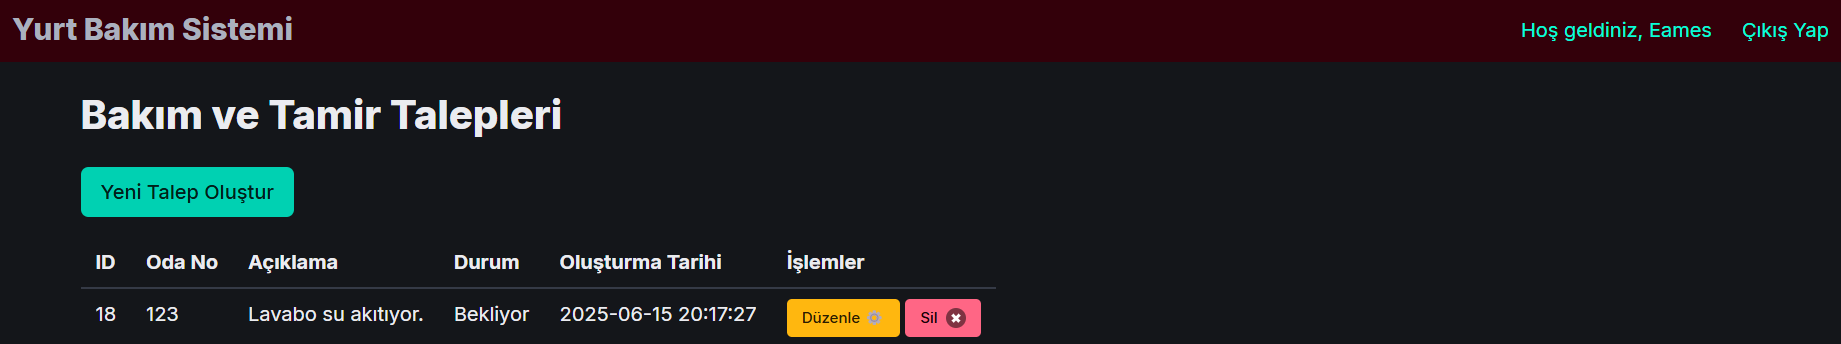 Yurt Bakım Sistemi
Hoş geldiniz, Eames Çıkış Yap
Bakım ve Tamir Talepleri
Yeni Talep Oluştur
ID Oda No Açıklama Durum Oluşturma Tarihi İşlemler
18 123 Lavabo su akıtıyor. Bekliyor 2025-06-15 20:17:27 Düzenle Sil